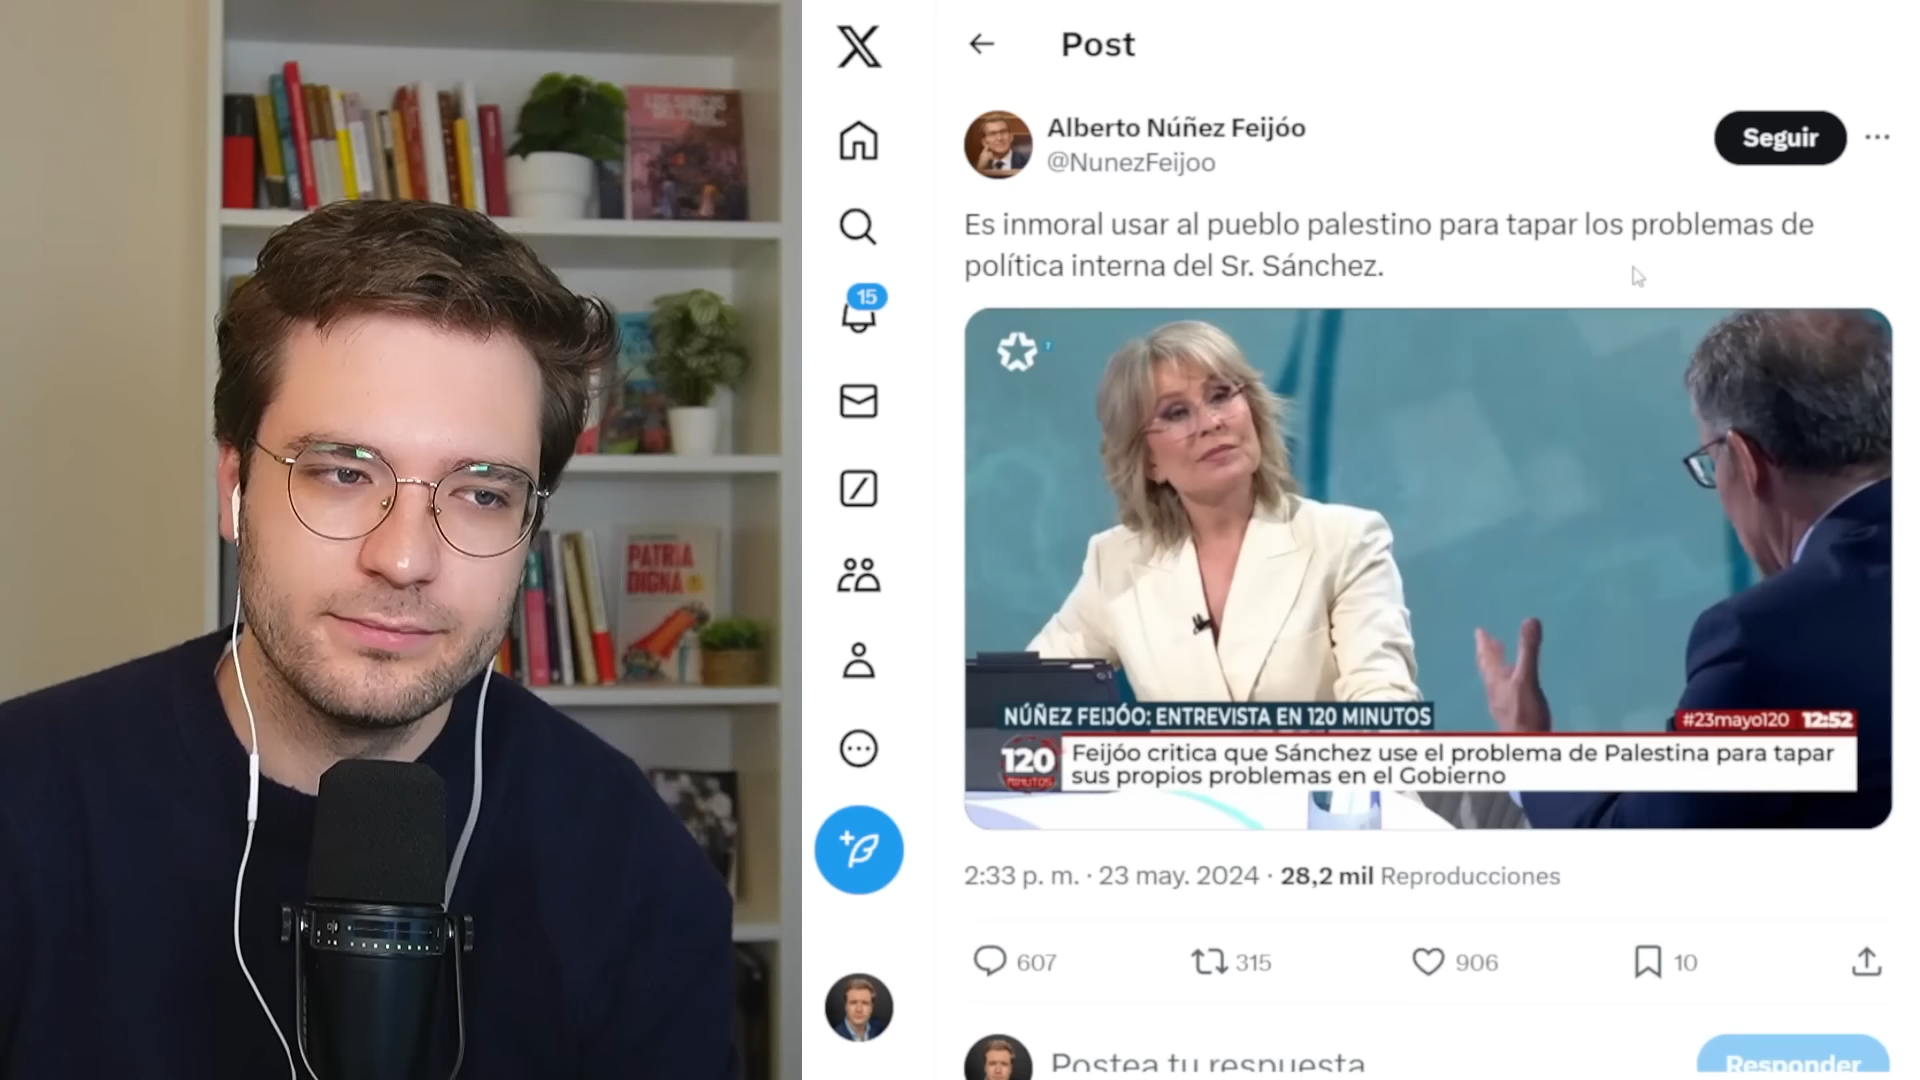 Post
Alberto Núñez Feijóo
@NunezFeijoo
Seguir
Es inmoral usar al pueblo palestino para tapar los problemas de
política interna del Sr. Sánchez.
15
NÚÑEZ FEIJÓO: ENTREVISTA EN 120 MINUTOS
#23mayo120 12:52
120
MINUTOS
Feijóo critica que Sánchez use el problema de Palestina para tapar
sus propios problemas en el Gobierno
2:33 p. m. · 23 may. 2024 · 28,2 mil Reproducciones
607
315
906
10
Postea tu respuesta
Responder
PATRIA
DIGNA